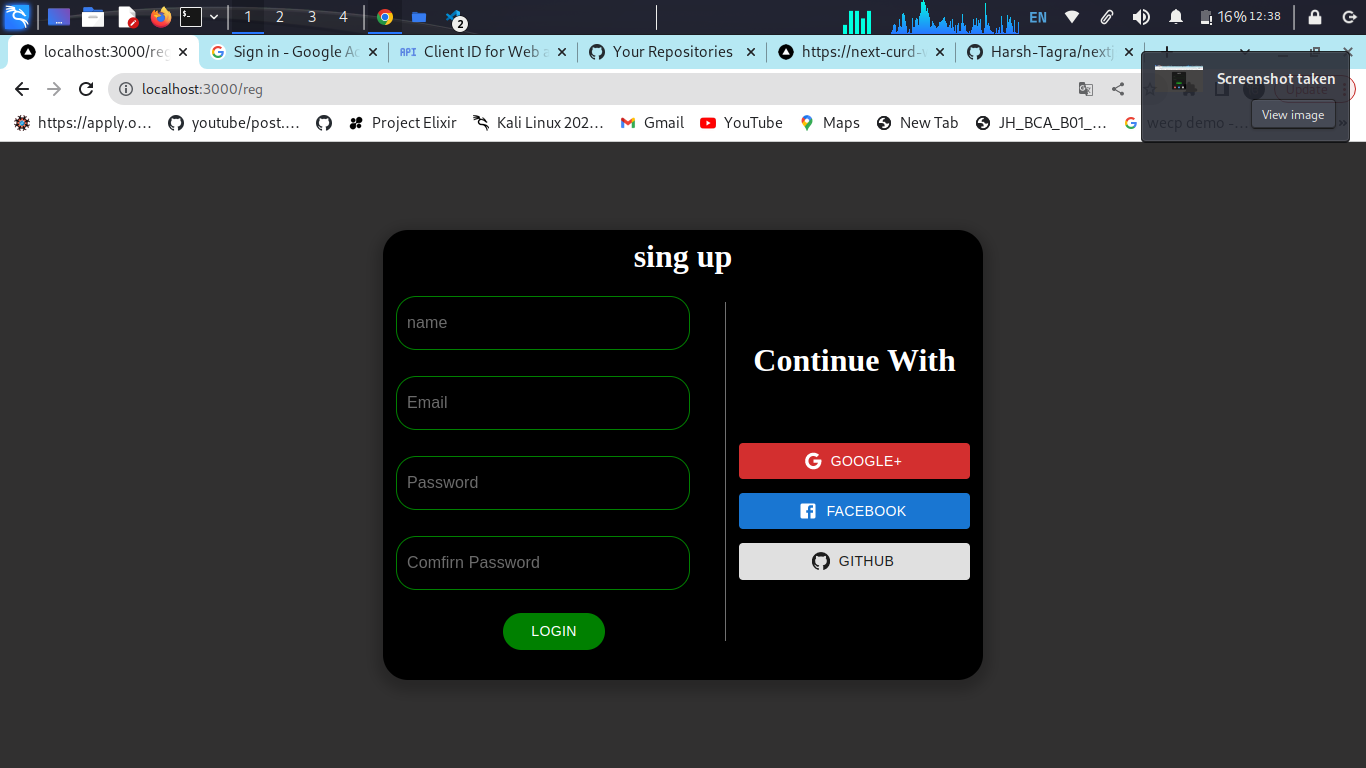 1 2 3 4 2 EN 16% 12:38
localhost:3000/reg Sign in - Google Ac Client ID for Web a Your Repositories https://next-curd-v Harsh-Tagra/nextj
Screenshot taken
localhost:3000/reg Update
View image
https://apply.o… youtube/post.… Project Elixir Kali Linux 202… Gmail YouTube Maps New Tab JH_BCA_B01_… wecp demo -… »
sing up
name
Continue With
Email
GOOGLE+
Password
FACEBOOK
Comfirn Password
GITHUB
LOGIN